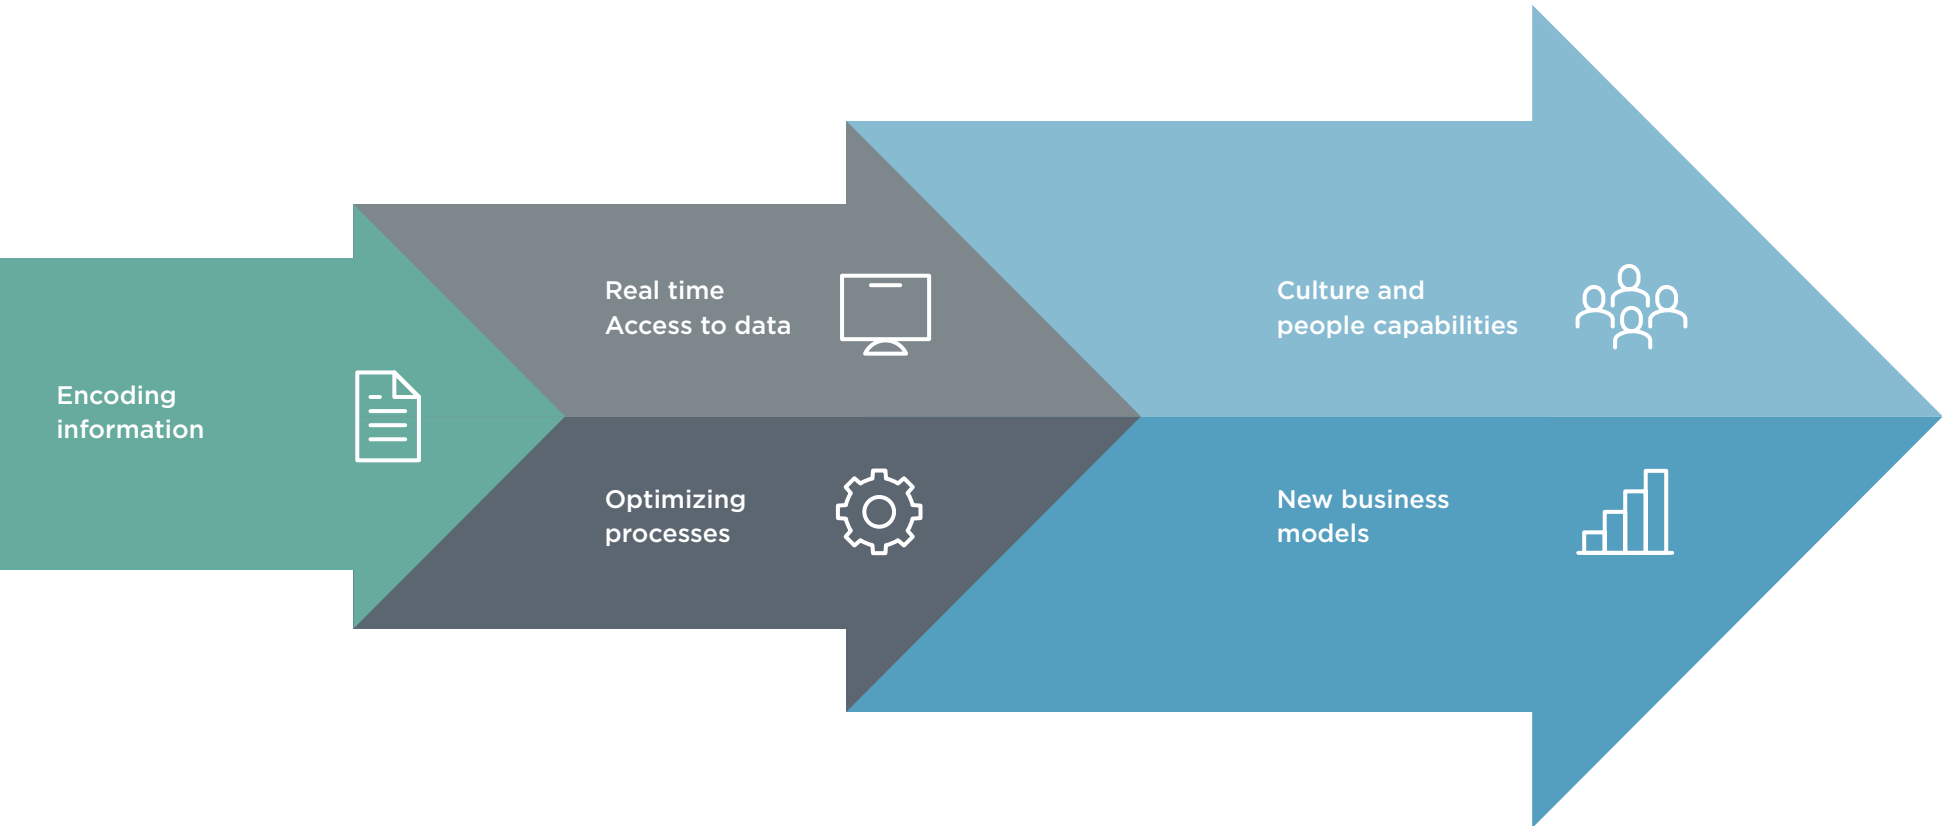 Encoding
information
Real time
Access to data
Optimizing
processes
Culture and
people capabilities
New business
models